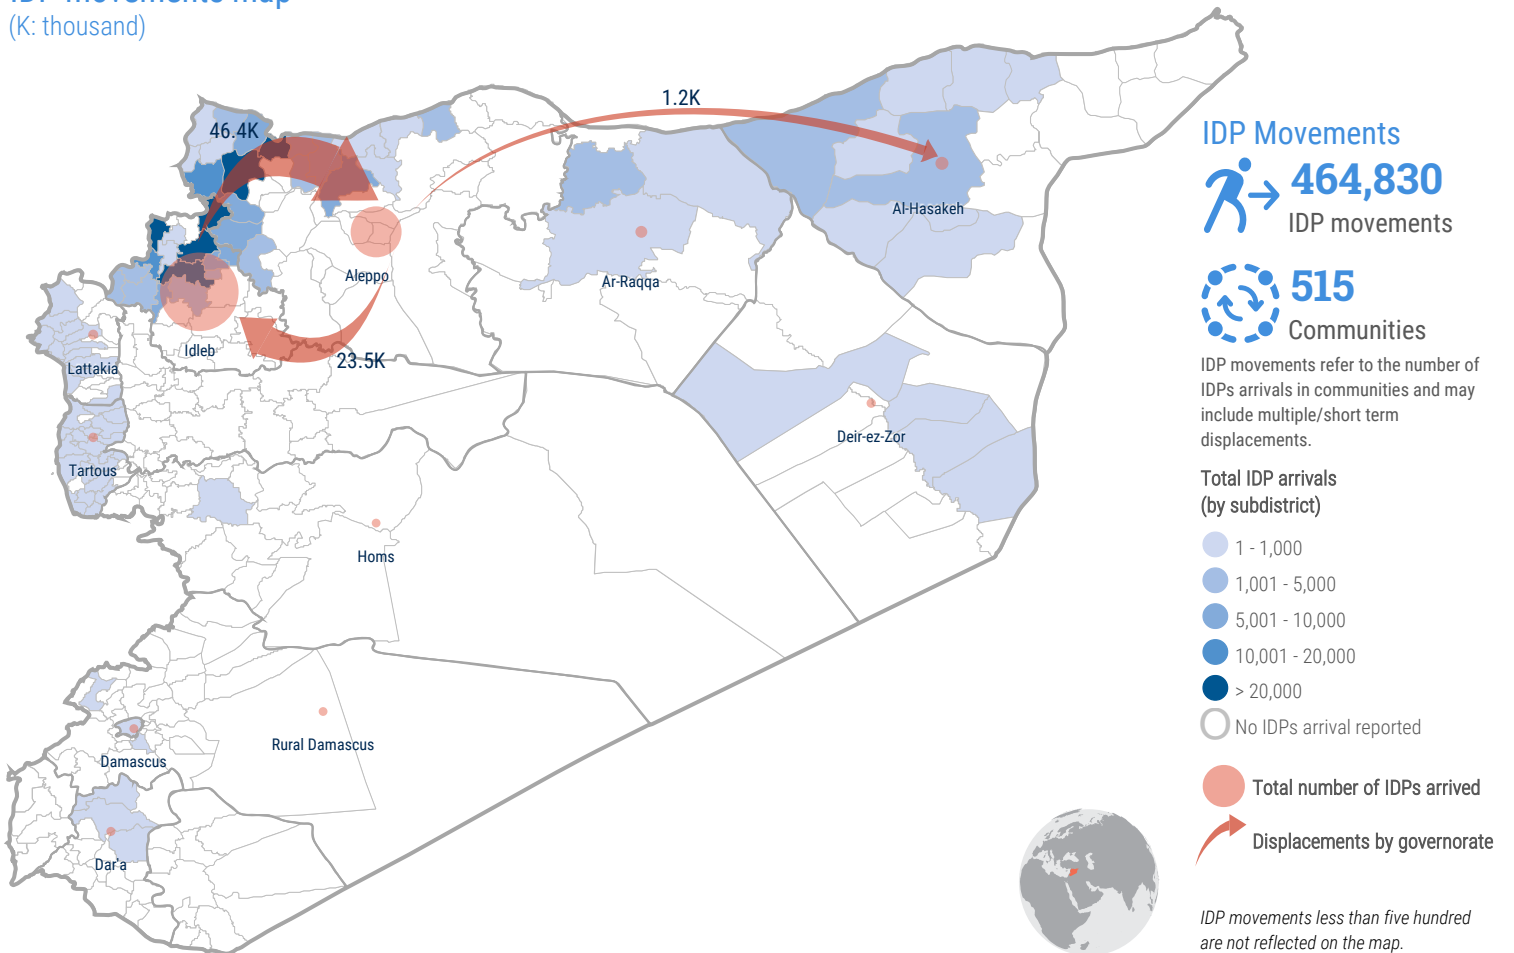 (K: thousand)
46.4K
1.2K
23.5K
Aleppo
Idleb
Lattakia
Tartous
Ar-Raqqa
Al-Hasakeh
Deir-ez-Zor
Homs
Rural Damascus
Damascus
Dar'a
IDP Movements
464,830
IDP movements
515
Communities
IDP movements refer to the number of
IDPs arrivals in communities and may
include multiple/short term
displacements.
Total IDP arrivals
(by subdistrict)
1 - 1,000
1,001 - 5,000
5,001 - 10,000
10,001 - 20,000
> 20,000
No IDPs arrival reported
Total number of IDPs arrived
Displacements by governorate
IDP movements less than five hundred
are not reflected on the map.